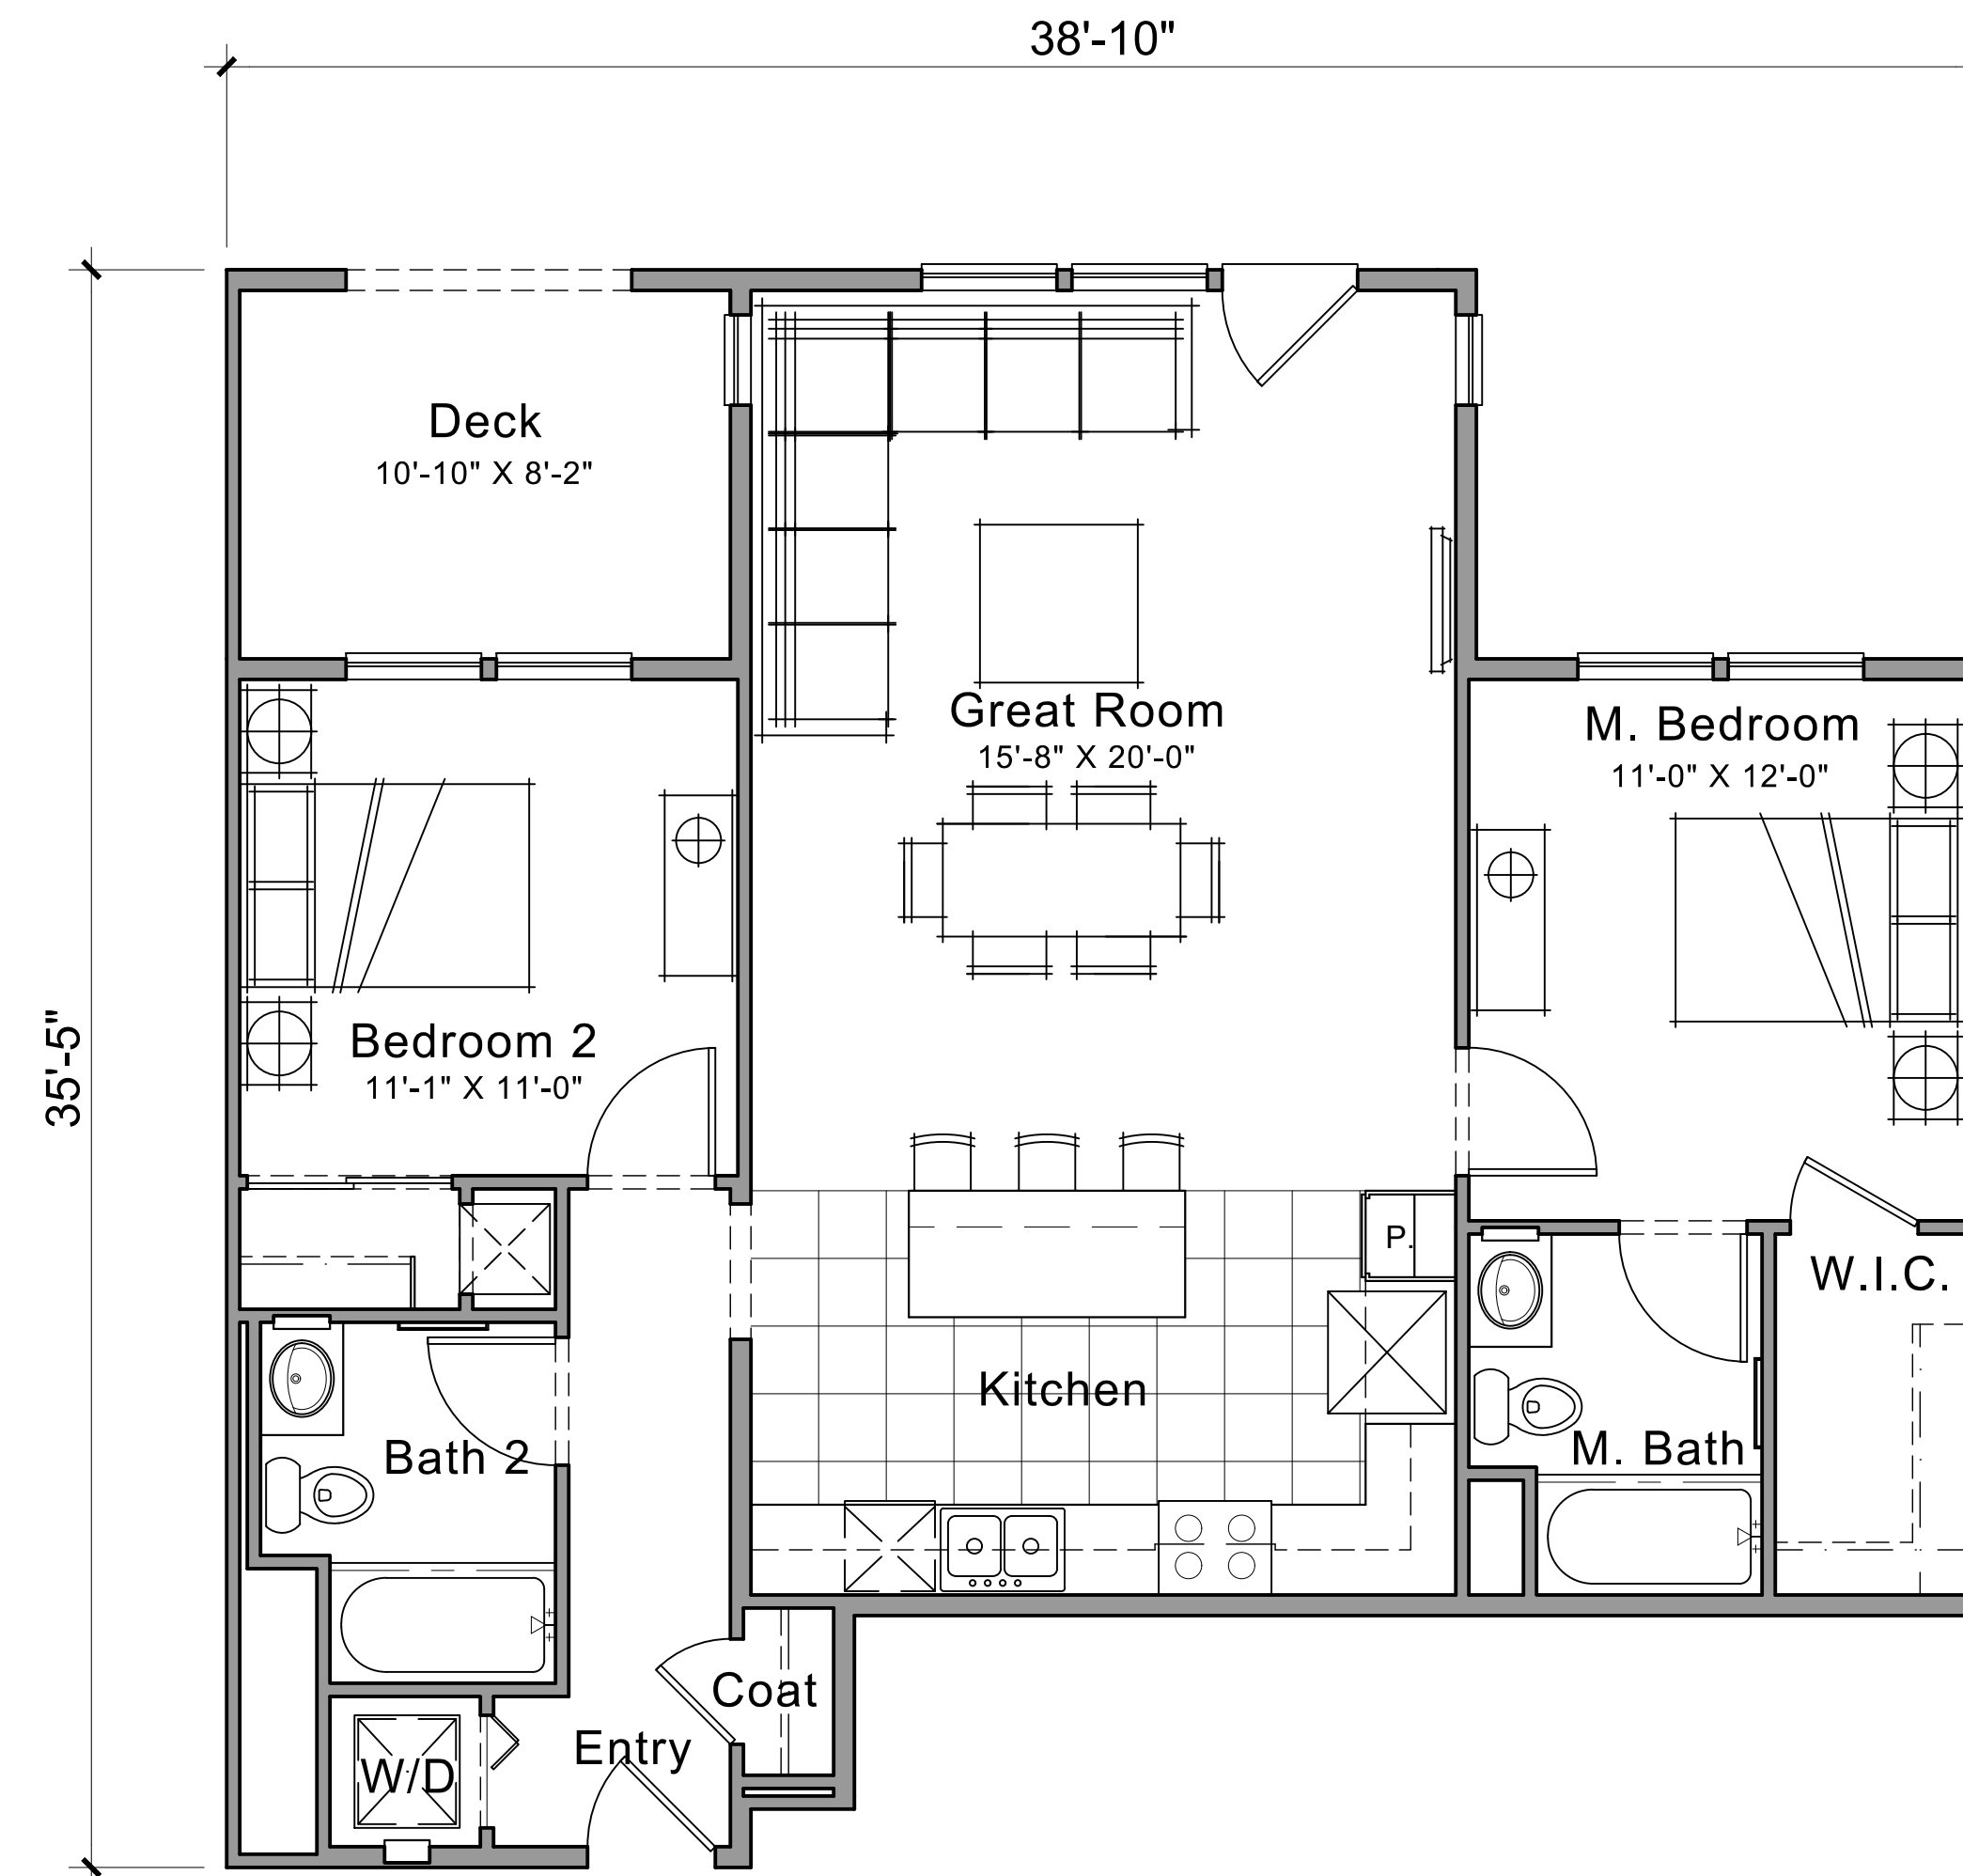 38'-10"
Deck
10'-10" X 8'-2"
Great Room
15'-8" X 20'-0"
M. Bedroom
11'-0" X 12'-0"
35'-5"
Bedroom 2
11'-1" X 11'-0"
P.
W.I.C.
Kitchen
M. Bath
Bath 2
Coat
Entry
W/D